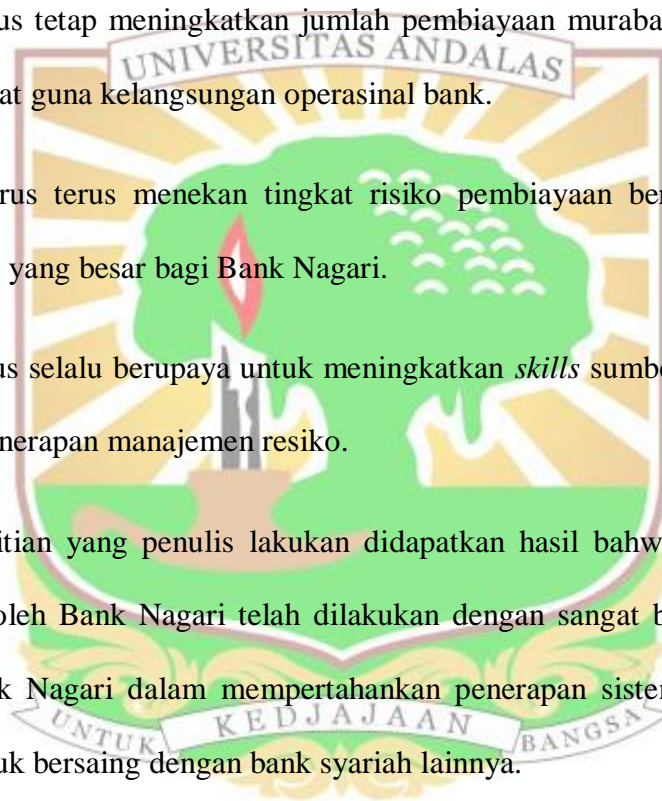 us tetap meningkatkan jumlah pembiayaan muraba
UNIVERSITAS ANDALAS
at guna kelangsungan operasinal bank.
rus terus menekan tingkat risiko pembiayaan ber
yang besar bagi Bank Nagari.
us selalu berupaya untuk meningkatkan skills sumbe
nerapan manajemen resiko.
itian yang penulis lakukan didapatkan hasil bahw
oleh Bank Nagari telah dilakukan dengan sangat b
k Nagari dalam mempertahankan penerapan sistem
UNTUK KEDJAJAAN BANGSA
uk bersaing dengan bank syariah lainnya.